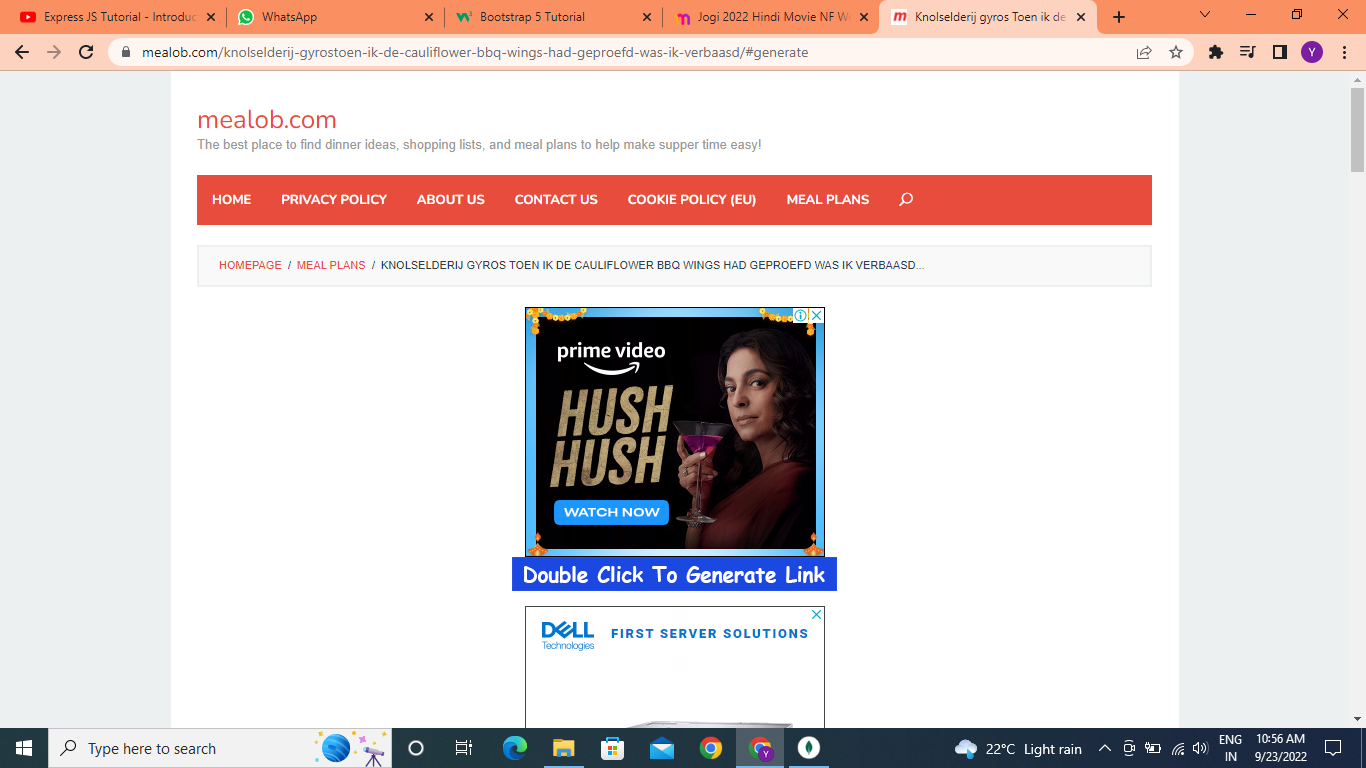 Express JS Tutorial - Introduc
WhatsApp
Bootstrap 5 Tutorial
Jogi 2022 Hindi Movie NF We
Knolselderij gyros Toen ik de
mealob.com/knolselderij-gyrostoen-ik-de-cauliflower-bbq-wings-had-geproefd-was-ik-verbaasd/#generate
Y
mealob.com
The best place to find dinner ideas, shopping lists, and meal plans to help make supper time easy!
HOME PRIVACY POLICY ABOUT US CONTACT US COOKIE POLICY (EU) MEAL PLANS
HOMEPAGE / MEAL PLANS / KNOLSELDERIJ GYROS TOEN IK DE CAULIFLOWER BBQ WINGS HAD GEPROEFD WAS IK VERBAASD...
prime video
HUSH
HUSH
WATCH NOW
Double Click To Generate Link
DELL
Technologies
FIRST SERVER SOLUTIONS
Type here to search
Y
22°C Light rain
ENG
IN
10:56 AM
9/23/2022